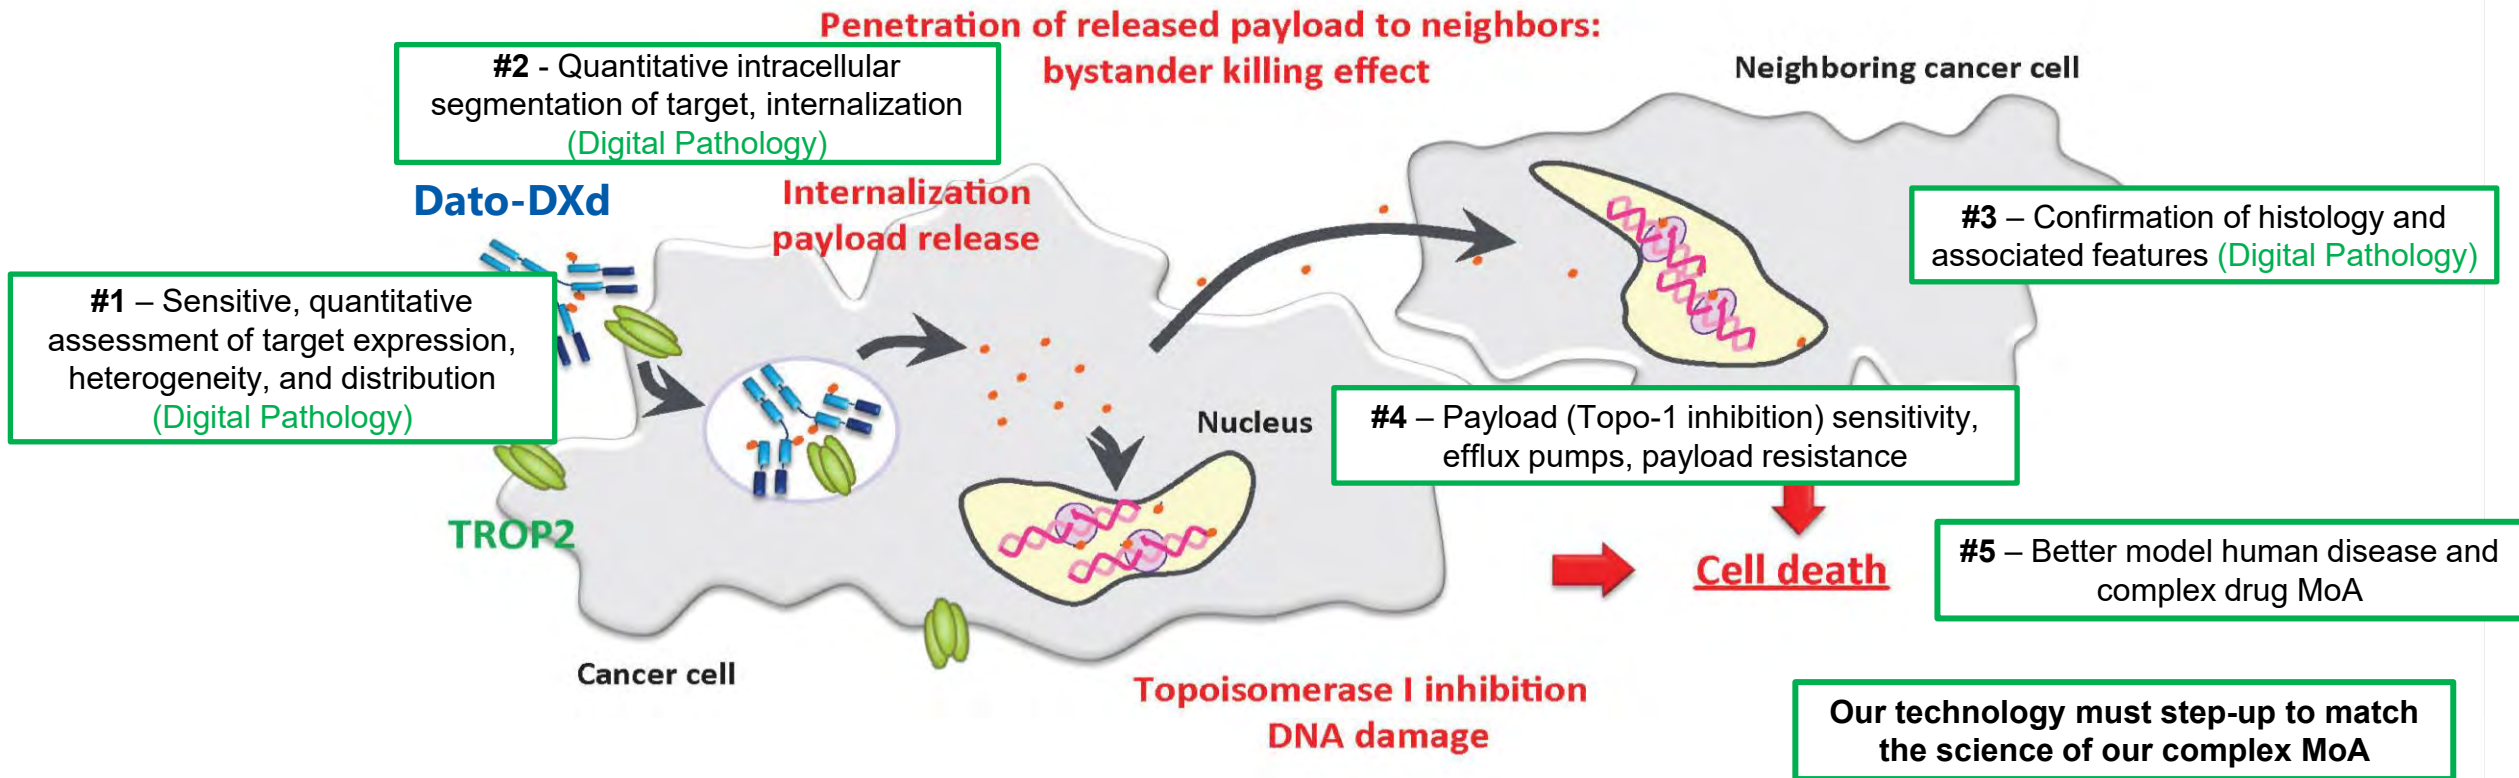 Penetration of released payload to neighbors:
bystander killing effect
#2 - Quantitative intracellular
segmentation of target, internalization
(Digital Pathology)
Neighboring cancer cell
Dato-DXd
Internalization
payload release
#3 – Confirmation of histology and
associated features (Digital Pathology)
#1 – Sensitive, quantitative
assessment of target expression,
heterogeneity, and distribution
(Digital Pathology)
Nucleus
#4 – Payload (Topo-1 inhibition) sensitivity,
efflux pumps, payload resistance
TROP2
Cell death
#5 – Better model human disease and
complex drug MoA
Cancer cell
Topoisomerase I inhibition
DNA damage
Our technology must step-up to match
the science of our complex MoA